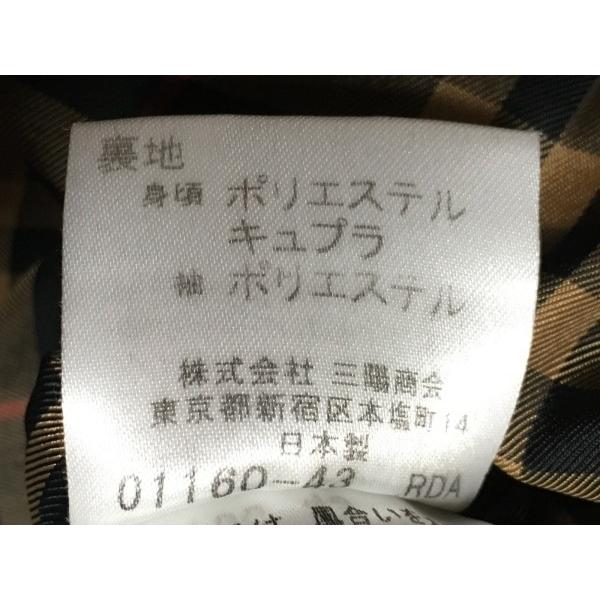 裏地
身頃 ポリエステル
キュプラ
袖 ポリエステル
株式会社 三陽商会
東京都新宿区本塩町14
日本製
01160-43 RDA